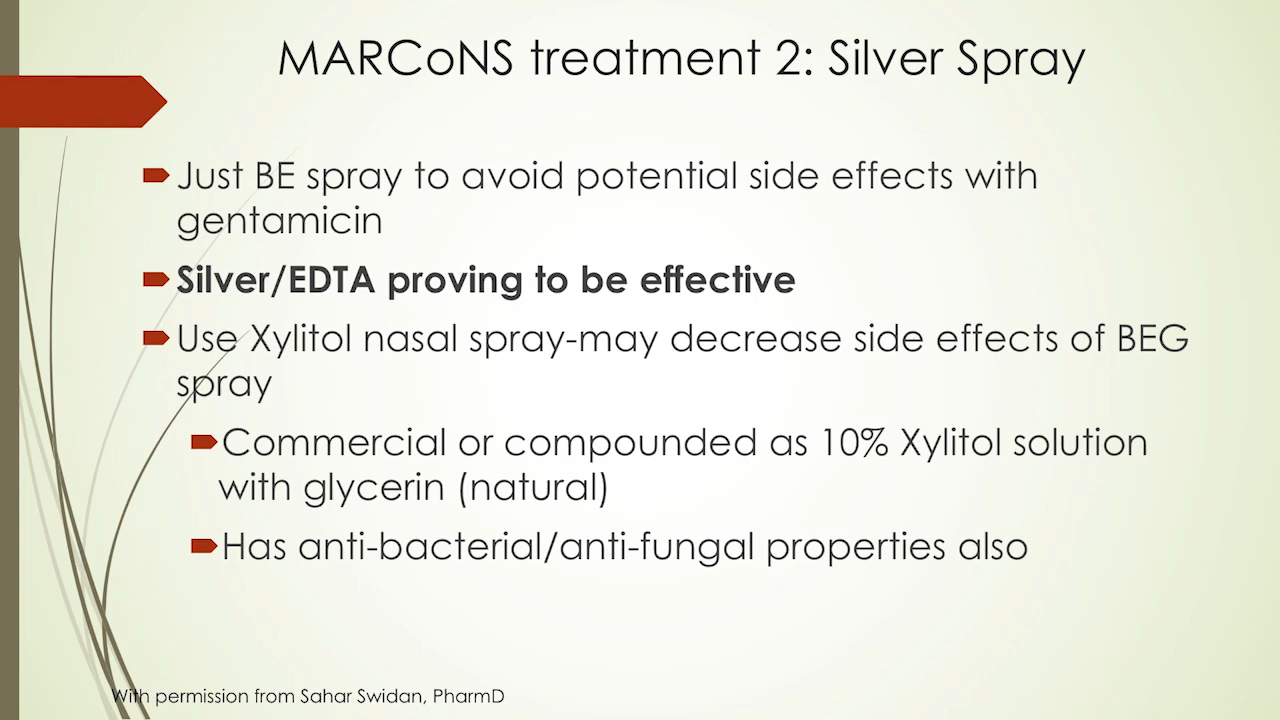 MARCoNS treatment 2: Silver Spray
Just BE spray to avoid potential side effects with
gentamicin
Silver/EDTA proving to be effective
Use Xylitol nasal spray-may decrease side effects of BEG
spray
Commercial or compounded as 10% Xylitol solution
with glycerin (natural)
Has anti-bacterial/anti-fungal properties also
With permission from Sahar Swidan, PharmD